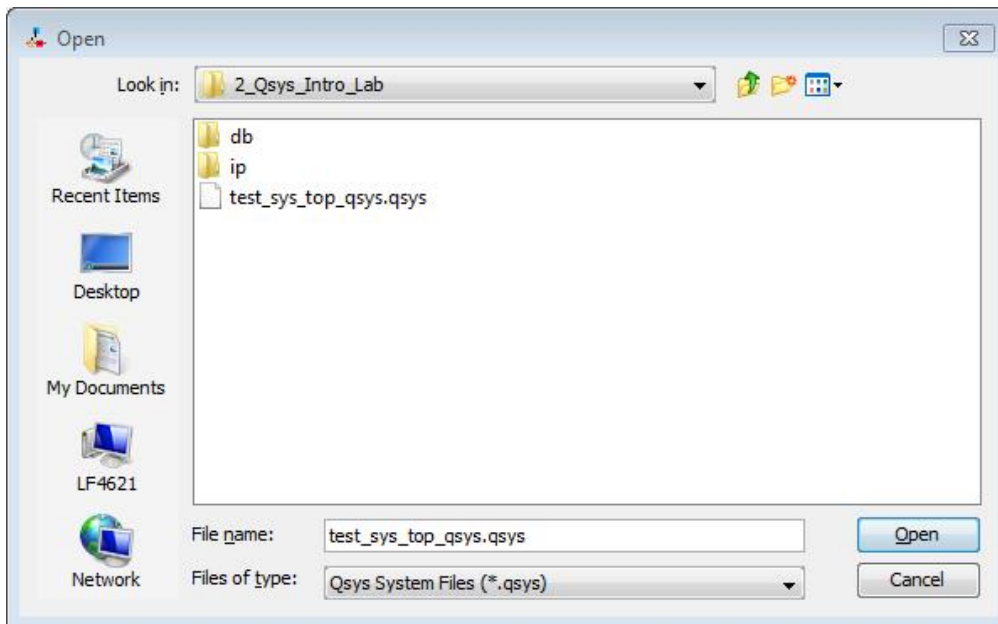 Open
Look in:
2_Qsys_Intro_Lab
Recent Items
Desktop
My Documents
LF4621
Network
db
ip
test_sys_top_qsys.qsys
File name:
test_sys_top_qsys.qsys
Open
Files of type:
Qsys System Files (*.qsys)
Cancel